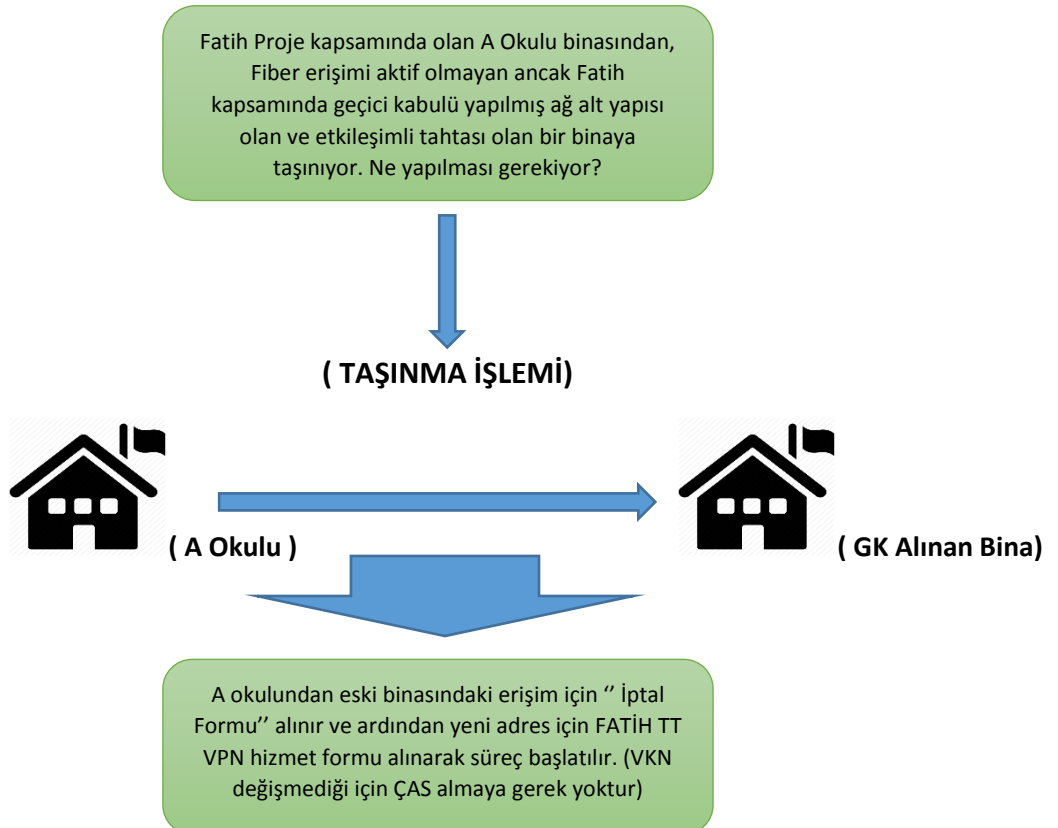 Fatih Proje kapsamında olan A Okulu binasından,
Fiber erişimi aktif olmayan ancak Fatih
kapsamında geçici kabulü yapılmış ağ alt yapısı
olan ve etkileşimli tahtası olan bir binaya
taşınıyor. Ne yapılması gerekiyor?
( TAŞINMA İŞLEMİ)
( A Okulu )
( GK Alınan Bina)
A okulundan eski binasındaki erişim için ‘’ İptal
Formu’’ alınır ve ardından yeni adres için FATİH TT
VPN hizmet formu alınarak süreç başlatılır. (VKN
değişmediği için ÇAS almaya gerek yoktur)